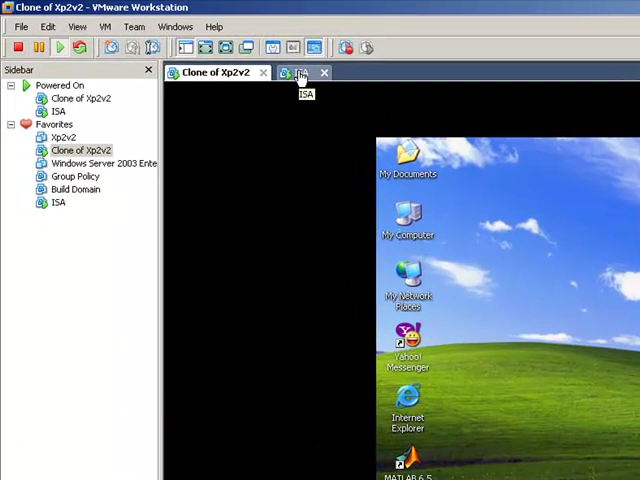 Clone of Xp2v2 - VMware Workstation
File Edit View VM Team Windows Help
Sidebar
Clone of Xp2v2
ISA
Powered On
Clone of Xp2v2
ISA
Favorites
Xp2v2
Clone of Xp2v2
Windows Server 2003 Ente
Group Policy
Build Domain
ISA
My Documents
My Computer
My Network
Places
Yahoo!
Messenger
Internet
Explorer
MATLAB 6.5